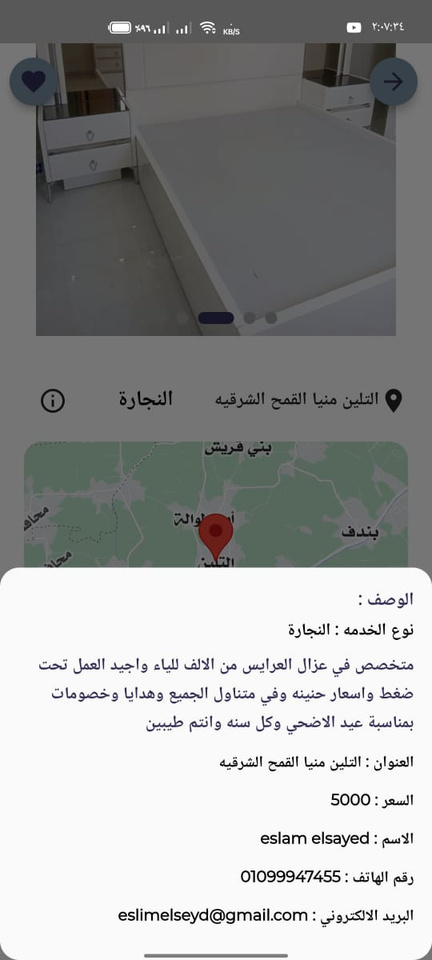 ٢:٠٧:٣٤
KB/S
٪٩٦
التلين منيا القمح الشرقيه
النجارة
بني قريش
بندف
التلين
الوصف :
نوع الخدمه : النجارة
متخصص في عزال العرايس من الالف للياء واجيد العمل تحت
ضغط واسعار حنينه وفي متناول الجميع وهدايا وخصومات
بمناسبة عيد الاضحي وكل سنه وانتم طيبين
العنوان : التلين منيا القمح الشرقيه
السعر : 5000
الاسم : eslam elsayed
رقم الهاتف : 01099947455
البريد الالكتروني : eslimelseyd@gmail.com